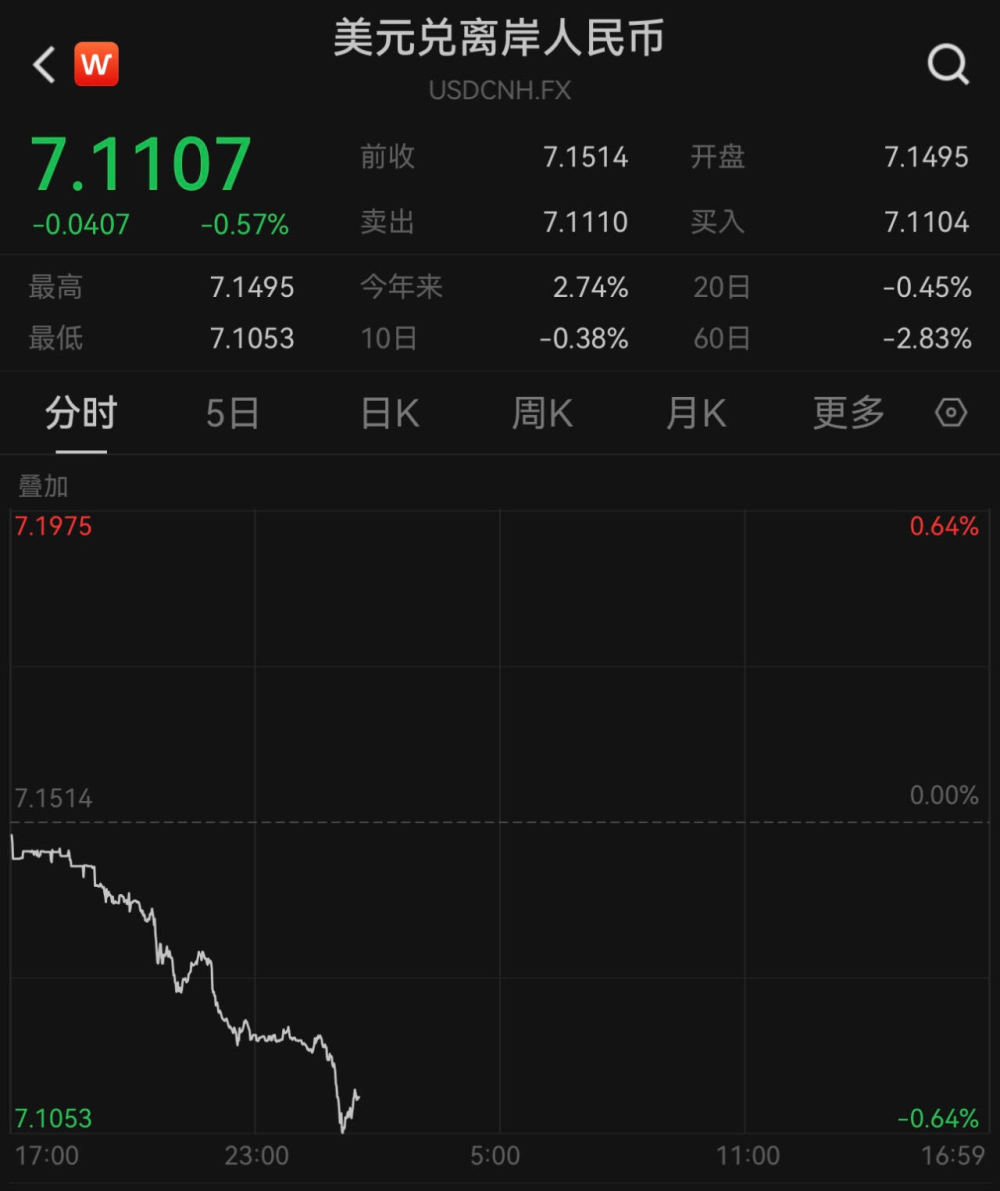 美元兑离岸人民币
W
USDCNH.FX
7.1107 前收 7.1514 开盘 7.1495
-0.0407 -0.57% 卖出 7.1110 买入 7.1104
最高 7.1495 今年来 2.74% 20日 -0.45%
最低 7.1053 10日 -0.38% 60日 -2.83%
分时 5日 日K 周K 月K 更多
叠加
7.1975 0.64%
7.1514 0.00%
7.1053 -0.64%
17:00 23:00 5:00 11:00 16:59